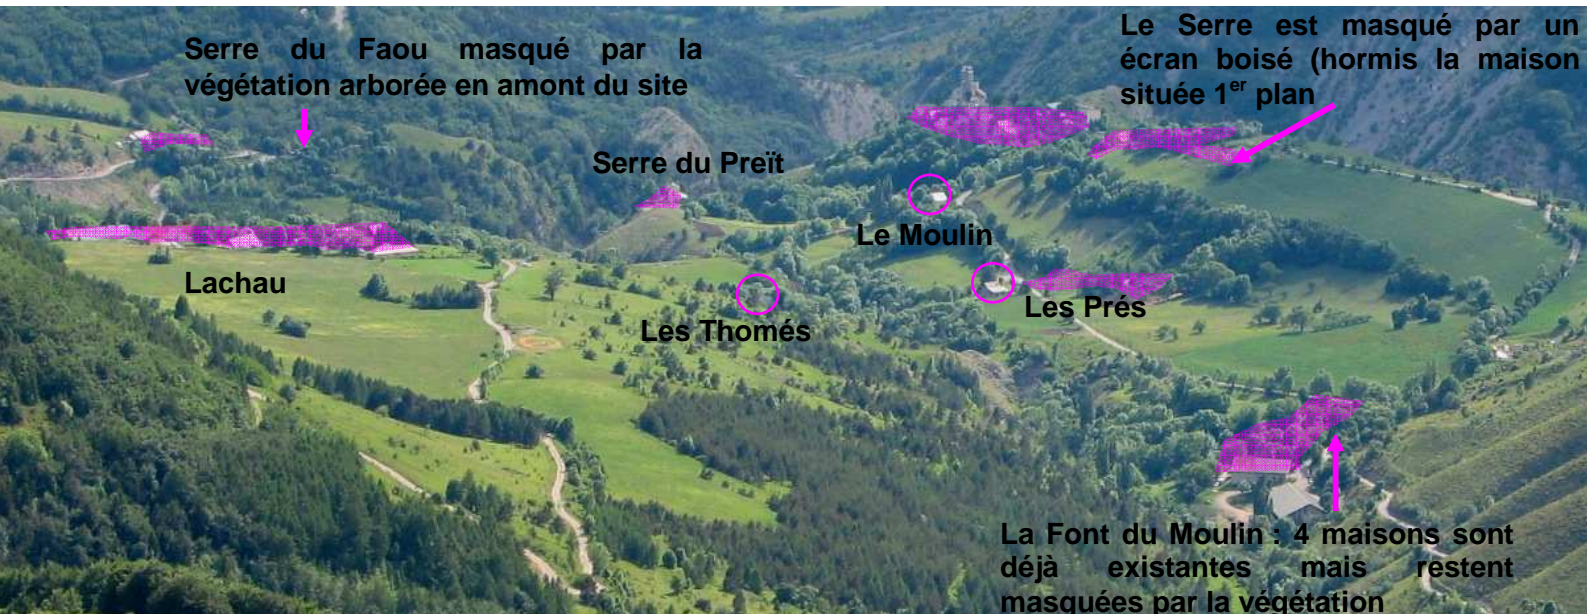 Serre du Faou masqué par la
végétation arborée en amont du site
Le Serre est masqué par un
écran boisé (hormis la maison
située 1er plan
Serre du Preït
Le Moulin
Lachau
Les Prés
Les Thomés
La Font du Moulin : 4 maisons sont
déjà existantes mais restent
masquées par la végétation